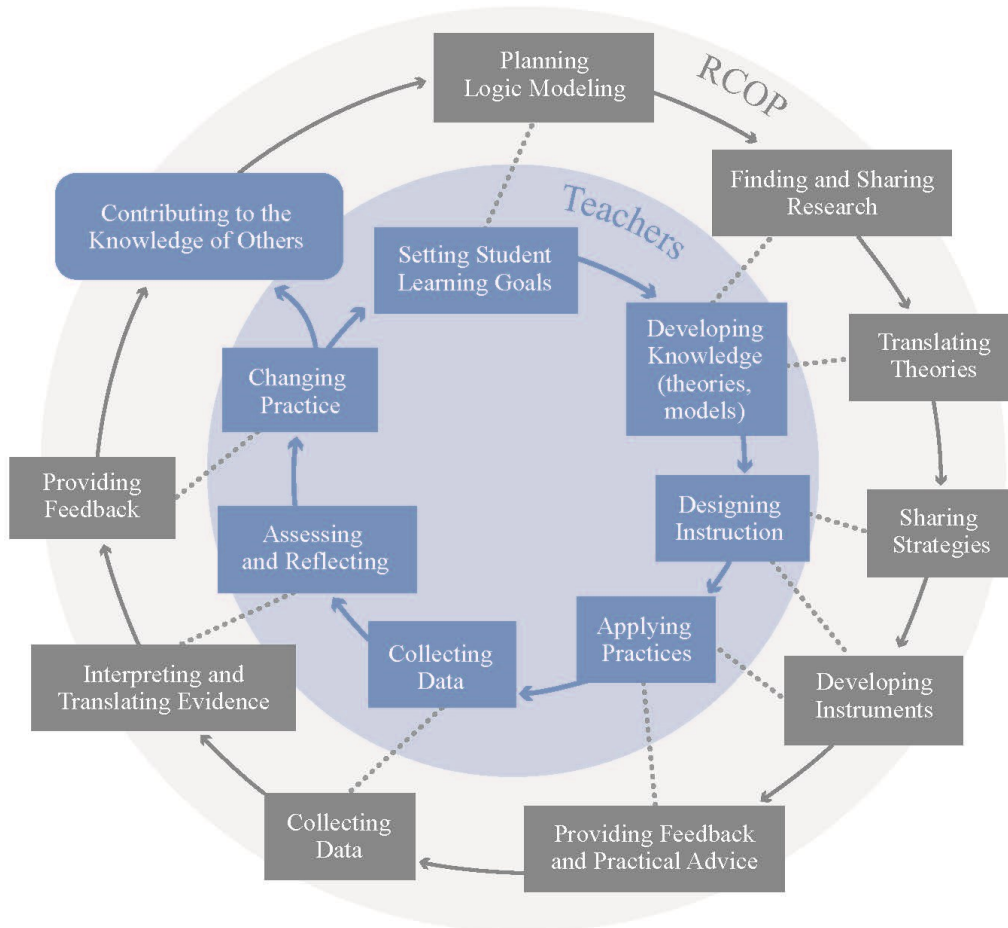 Planning
Logic Modeling
RCOP
Finding and Sharing
Research
Contributing to the
Knowledge of Others
Teachers
Setting Student
Learning Goals
Developing
Knowledge
(theories,
models)
Translating
Theories
Changing
Practice
Providing
Feedback
Designing
Instruction
Sharing
Strategies
Assessing
and Reflecting
Applying
Practices
Collecting
Data
Interpreting and
Translating Evidence
Developing
Instruments
Collecting
Data
Providing Feedback
and Practical Advice